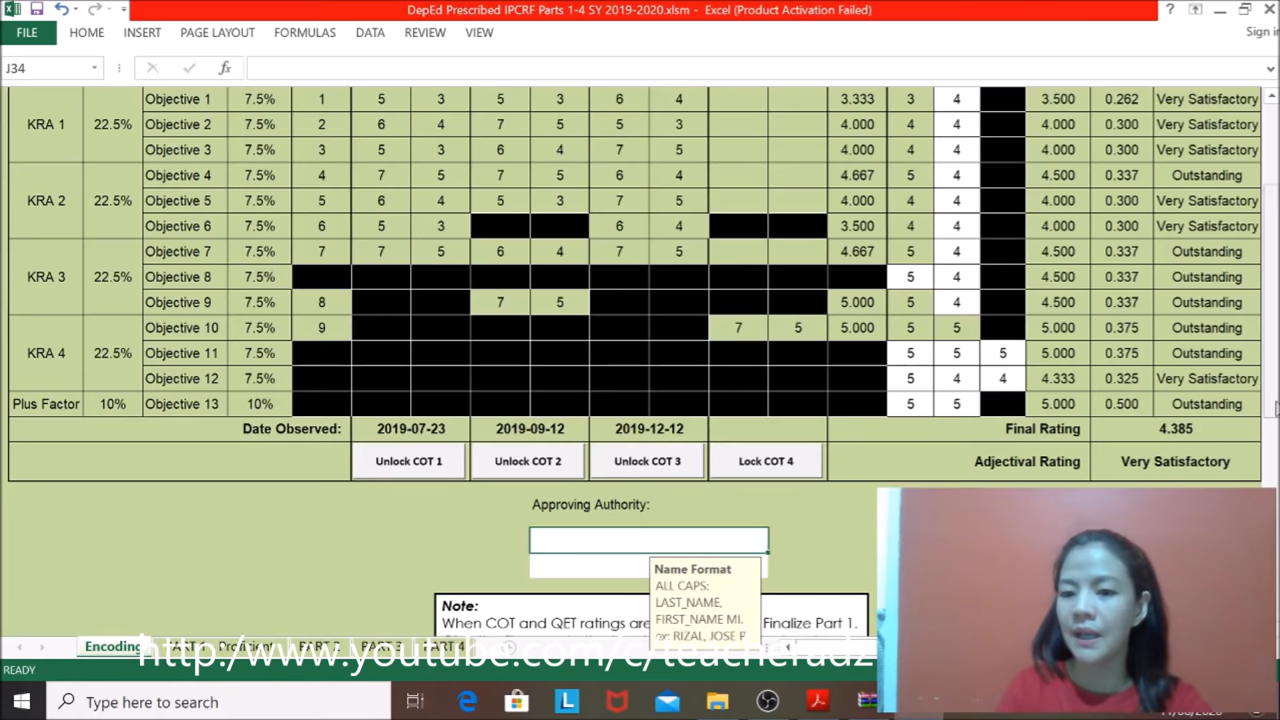 DepEd Prescribed IPCRF Parts 1-4 SY 2019-2020.xlsm - Excel (Product Activation Failed)
FILE HOME INSERT PAGE LAYOUT FORMULAS DATA REVIEW VIEW Sign in
J34
KRA 1 22.5% Objective 1 7.5% 1 5 3 5 3 6 4 3.333 3 4 3.500 0.262 Very Satisfactory
Objective 2 7.5% 2 6 4 7 5 5 3 4.000 4 4 4.000 0.300 Very Satisfactory
Objective 3 7.5% 3 5 3 6 4 7 5 4.000 4 4 4.000 0.300 Very Satisfactory
KRA 2 22.5% Objective 4 7.5% 4 7 5 7 5 6 4 4.667 5 4 4.500 0.337 Outstanding
Objective 5 7.5% 5 6 4 5 3 7 5 4.000 4 4 4.000 0.300 Very Satisfactory
Objective 6 7.5% 6 5 3 6 4 3.500 4 4 4.000 0.300 Very Satisfactory
KRA 3 22.5% Objective 7 7.5% 7 7 5 6 4 7 5 4.667 5 4 4.500 0.337 Outstanding
Objective 8 7.5% 5 4 4.500 0.337 Outstanding
Objective 9 7.5% 8 7 5 5.000 5 4 4.500 0.337 Outstanding
KRA 4 22.5% Objective 10 7.5% 9 7 5 5.000 5 5 5.000 0.375 Outstanding
Objective 11 7.5% 5 5 5 5.000 0.375 Outstanding
Objective 12 7.5% 5 4 4 4.333 0.325 Very Satisfactory
Plus Factor 10% Objective 13 10% 5 5 5.000 0.500 Outstanding
Date Observed: 2019-07-23 2019-09-12 2019-12-12 Final Rating 4.385
Unlock COT 1 Unlock COT 2 Unlock COT 3 Lock COT 4 Adjectival Rating Very Satisfactory
Approving Authority:
Name Format
ALL CAPS:
LAST_NAME,
FIRST_NAME MI.
ex: RIZAL, JOSE P
Note:
When COT and QET ratings are Finalize Part 1.
Encoding PART 1 - Proficient PART 2 PART 3 PART 4
http:/www.youtube.com/c/teacheradz
READY
Type here to search